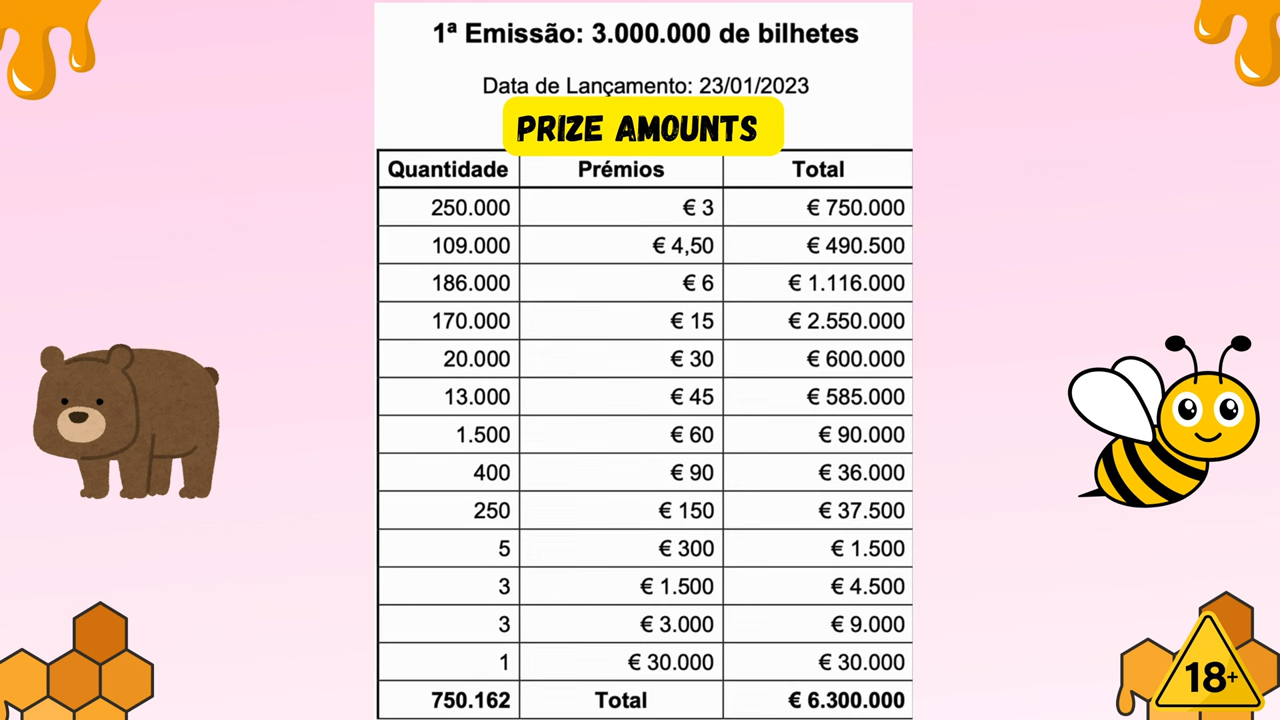 1ª Emissão: 3.000.000 de bilhetes
Data de Lançamento: 23/01/2023
PRIZE AMOUNTS
Quantidade Prémios Total
250.000 € 3 € 750.000
109.000 € 4,50 € 490.500
186.000 € 6 € 1.116.000
170.000 € 15 € 2.550.000
20.000 € 30 € 600.000
13.000 € 45 € 585.000
1.500 € 60 € 90.000
400 € 90 € 36.000
250 € 150 € 37.500
5 € 300 € 1.500
3 € 1.500 € 4.500
3 € 3.000 € 9.000
1 € 30.000 € 30.000
750.162 Total € 6.300.000
18+